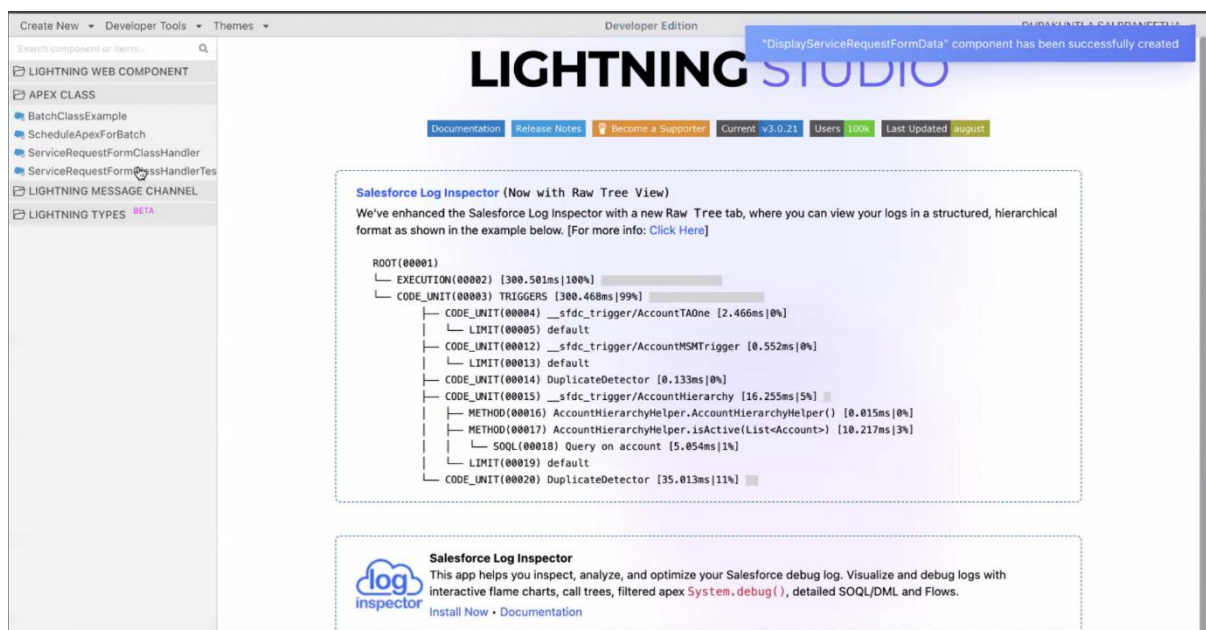 Create New Developer Tools Themes Developer Edition
"DisplayServiceRequestFormData" component has been successfully created
Search component or items...
LIGHTNING WEB COMPONENT
APEX CLASS
BatchClassExample
ScheduleApexForBatch
ServiceRequestFormClassHandler
ServiceRequestFormClassHandlerTes
LIGHTNING MESSAGE CHANNEL
LIGHTNING TYPES BETA
LIGHTNING STUDIO
Documentation Release Notes Become a Supporter Current v3.0.21 Users 100k Last Updated august
Salesforce Log Inspector (Now with Raw Tree View)
We've enhanced the Salesforce Log Inspector with a new Raw Tree tab, where you can view your logs in a structured, hierarchical
format as shown in the example below. [For more info: Click Here]
ROOT(00001)
└── EXECUTION(00002) [300.501ms|100%]
└── CODE_UNIT(00003) TRIGGERS [300.468ms|99%]
├── CODE_UNIT(00004) __sfdc_trigger/AccountTAOne [2.466ms|0%]
│ └── LIMIT(00005) default
├── CODE_UNIT(00012) __sfdc_trigger/AccountMSMTrigger [0.552ms|0%]
│ └── LIMIT(00013) default
├── CODE_UNIT(00014) DuplicateDetector [0.133ms|0%]
├── CODE_UNIT(00015) __sfdc_trigger/AccountHierarchy [16.255ms|5%]
│ ├── METHOD(00016) AccountHierarchyHelper.AccountHierarchyHelper() [0.015ms|0%]
│ ├── METHOD(00017) AccountHierarchyHelper.isActive(List<Account>) [10.217ms|3%]
│ │ └── SOQL(00018) Query on account [5.054ms|1%]
│ └── LIMIT(00019) default
└── CODE_UNIT(00020) DuplicateDetector [35.013ms|11%]
log
inspector
Salesforce Log Inspector
This app helps you inspect, analyze, and optimize your Salesforce debug log. Visualize and debug logs with
interactive flame charts, call trees, filtered apex System.debug(), detailed SOQL/DML and Flows.
Install Now • Documentation